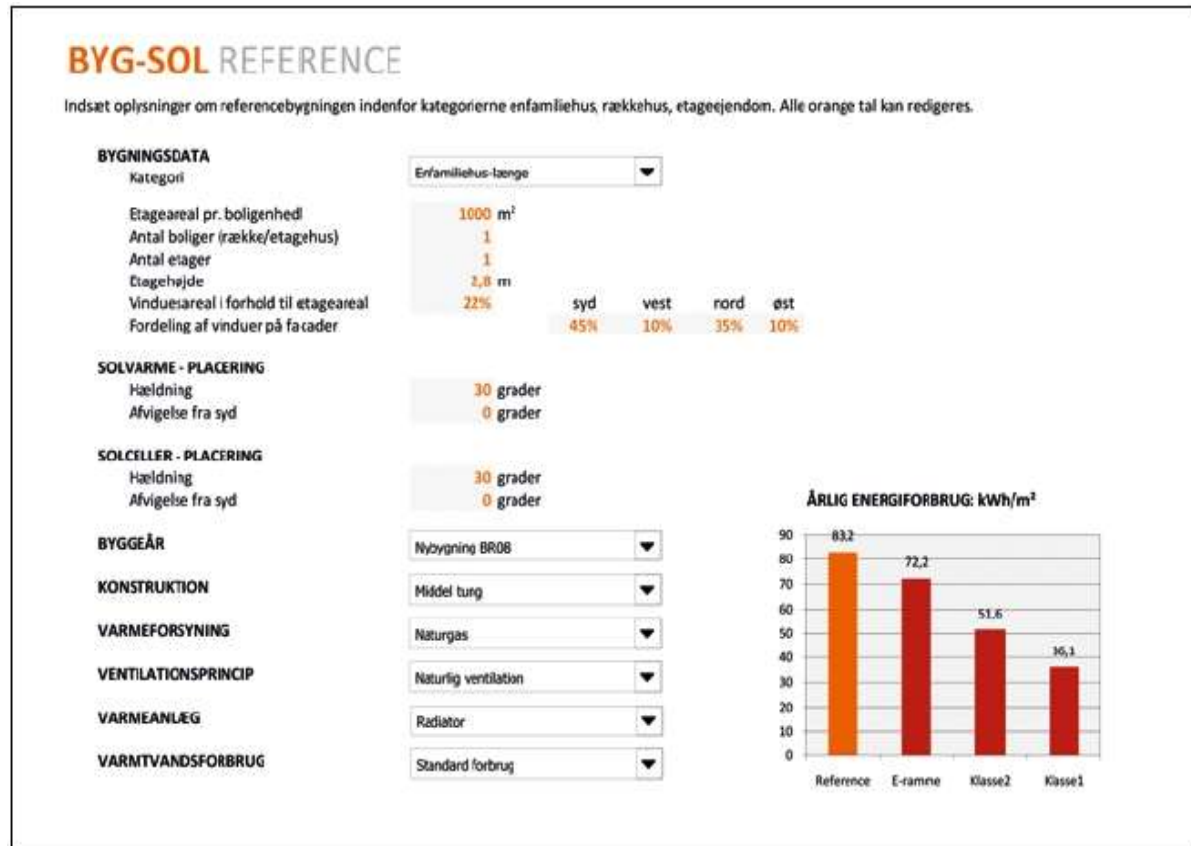 BYG-SOL REFERENCE
Indsæt oplysninger om referencebygningen indenfor kategorierne enfamiliehus, rækkehus, etageejendom. Alle orange tal kan redigeres.
BYGNINGSDATA
Kategori Enfamiliehus-længe
Etageareal pr. boligenhed 1000 m²
Antal boliger (række/etagehus) 1
Antal etager 1
Etagehøjde 2,8 m
Vinduesareal i forhold til etageareal 22% syd vest nord øst
Fordeling af vinduer på facader 45% 10% 35% 10%
SOLVARME - PLACERING
Hældning 30 grader
Afvigelse fra syd 0 grader
SOLCELLER - PLACERING
Hældning 30 grader
Afvigelse fra syd 0 grader
BYGGEÅR Nybygning BR08
KONSTRUKTION Middel tung
VARMEFORSYNING Naturgas
VENTILATIONSPRINCIP Naturlig ventilation
VARMEANLÆG Radiator
VARMTVANDSFORBRUG Standard forbrug
ÅRLIG ENERGIFORBRUG: kWh/m²
90
80
70
60
50
40
30
20
10
0
83,2
72,2
51,6
36,1
Reference E-ramme Klasse2 Klasse1